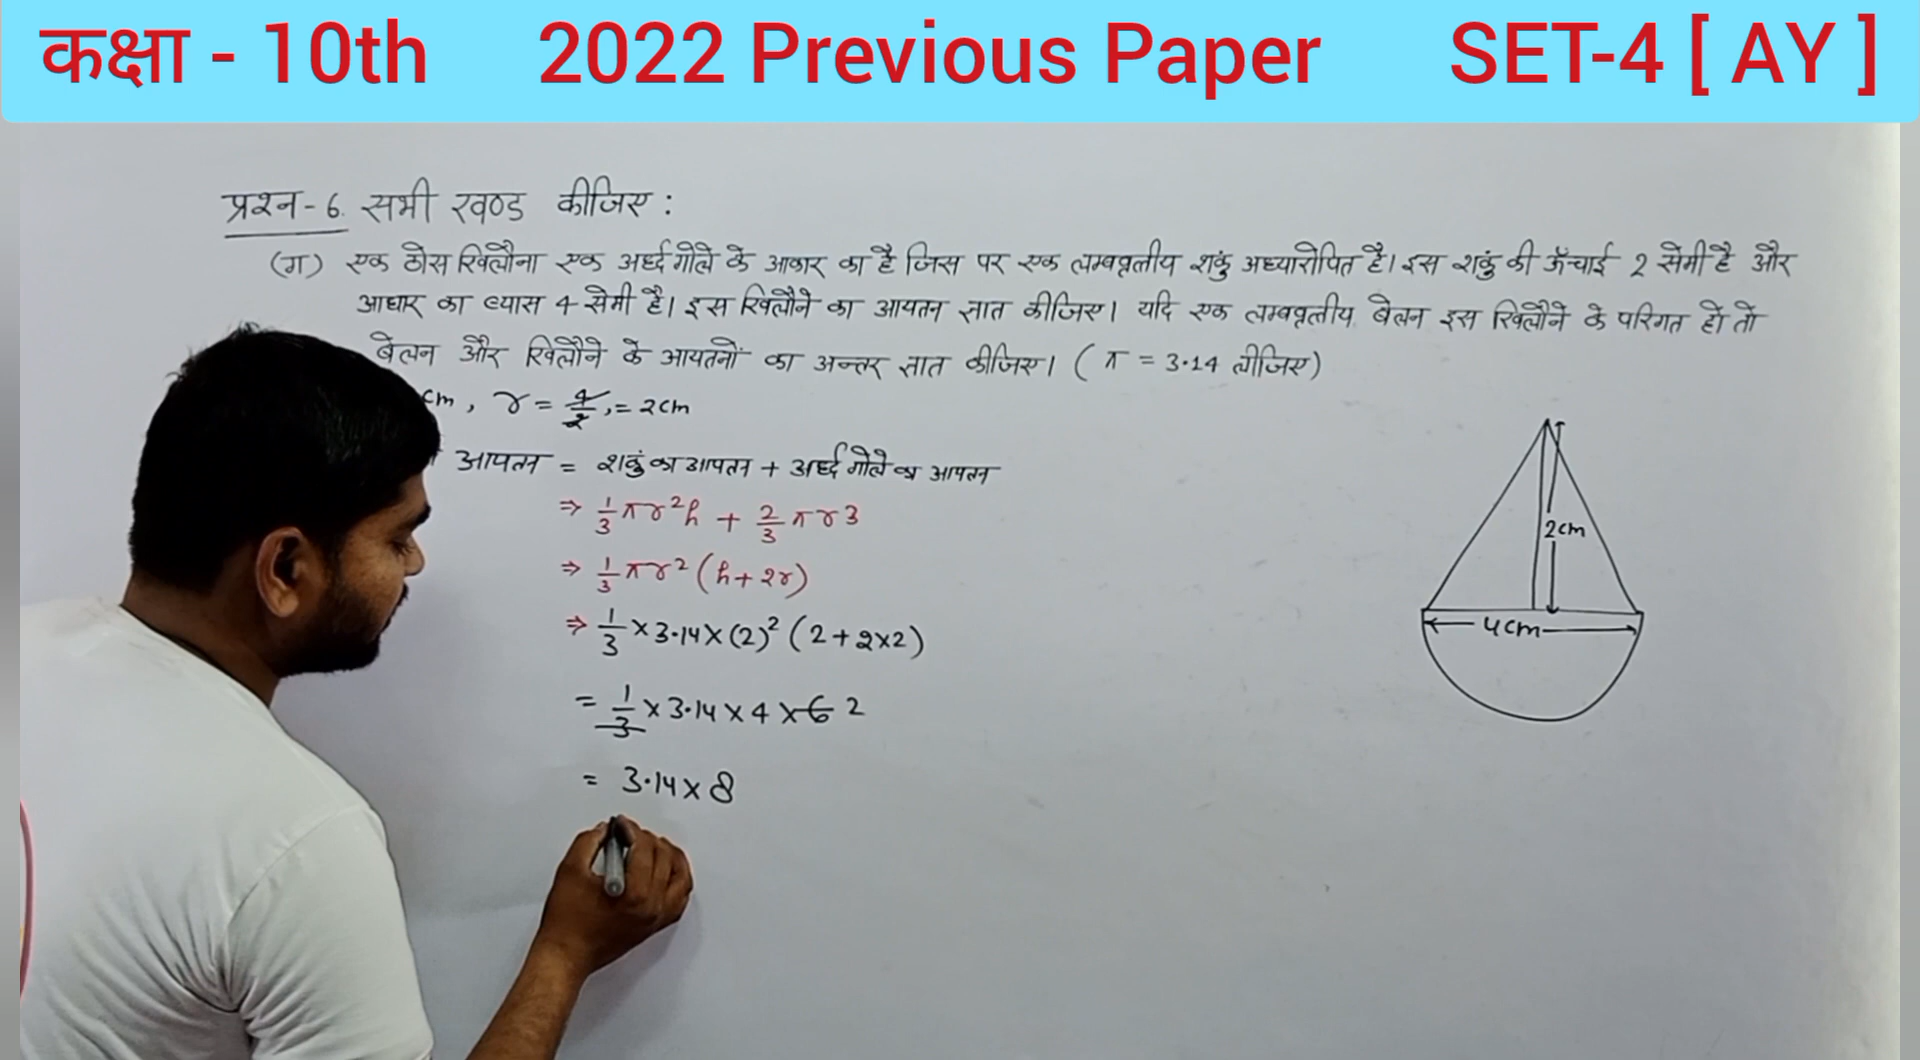 कक्षा - 10th 2022 Previous Paper SET-4 [ AY ]
प्रश्न-6. सभी खण्ड कीजिए :
(ग) एक ठोस खिलौना एक अर्द्धगोले के आकार का है जिस पर एक लम्बवृत्तीय शंकु अध्यारोपित है। इस शंकु की ऊँचाई 2 सेमी है और
आधार का व्यास 4 सेमी है। इस खिलौने का आयतन ज्ञात कीजिए। यदि एक लम्बवृत्तीय बेलन इस खिलौने के परिगत हो तो
बेलन और खिलौने के आयतनों का अन्तर ज्ञात कीजिए। ( π = 3.14 लीजिए)
cm, r = 4/2 = 2cm
आयतन = शंकु का आयतन + अर्द्धगोले का आयतन
⇒ 1/3 πr²h + 2/3 πr3
⇒ 1/3 πr² (h+2r)
⇒ 1/3 × 3.14 × (2)² (2+2×2)
= 1/3 × 3.14 × 4 × 6 2
= 3.14 × 8
2cm
4cm